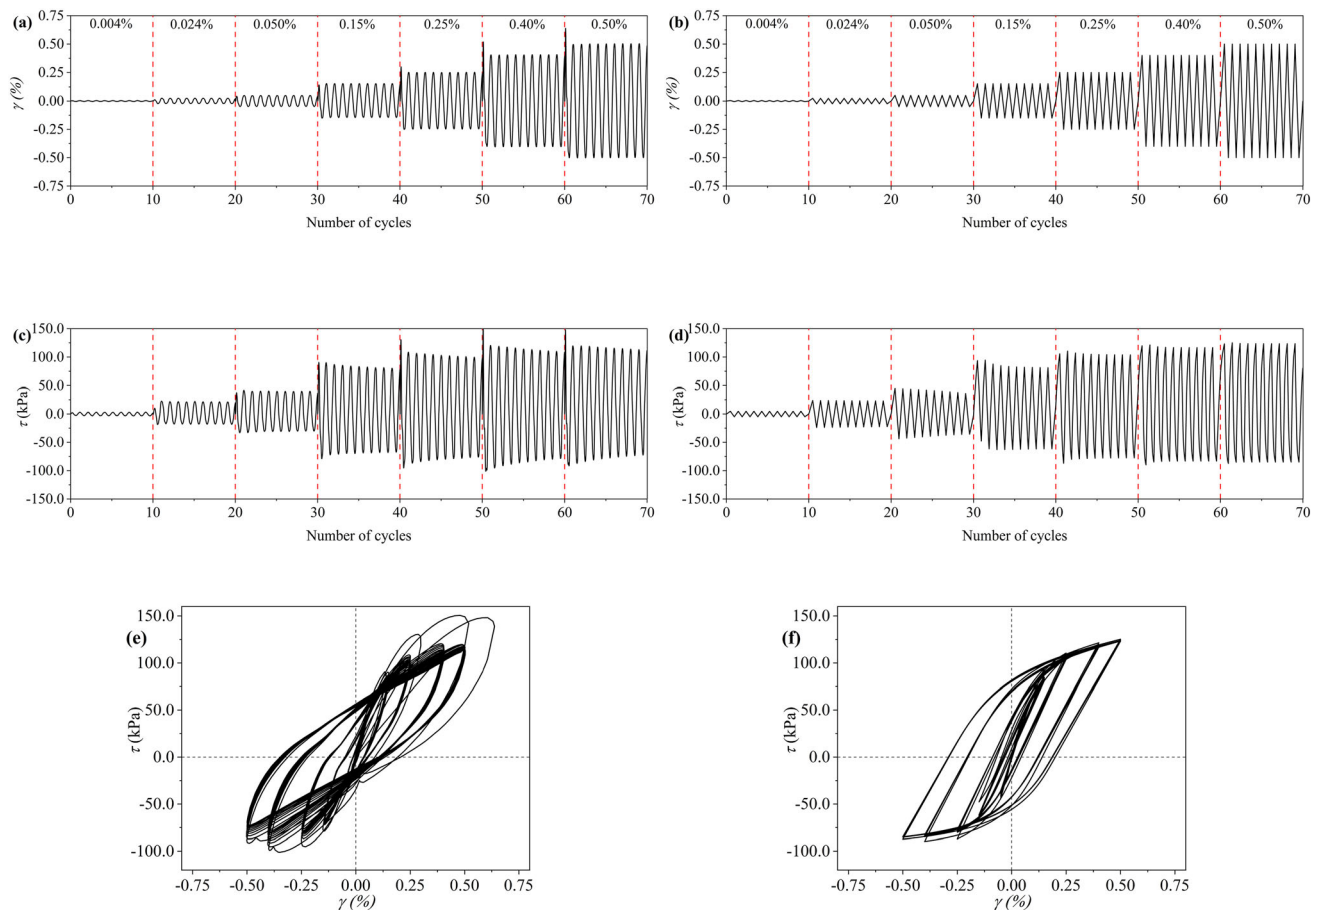 (a) 0.004% 0.024% 0.050% 0.15% 0.25% 0.40% 0.50%
0.75
0.50
0.25
0.00
-0.25
-0.50
-0.75
γ (%)
0 10 20 30 40 50 60 70
Number of cycles
(b) 0.004% 0.024% 0.050% 0.15% 0.25% 0.40% 0.50%
0.75
0.50
0.25
0.00
-0.25
-0.50
-0.75
γ (%)
0 10 20 30 40 50 60 70
Number of cycles
(c)
150.0
100.0
50.0
0.0
-50.0
-100.0
-150.0
τ (kPa)
0 10 20 30 40 50 60 70
Number of cycles
(d)
150.0
100.0
50.0
0.0
-50.0
-100.0
-150.0
τ (kPa)
0 10 20 30 40 50 60 70
Number of cycles
(e)
150.0
100.0
50.0
0.0
-50.0
-100.0
τ (kPa)
-0.75 -0.50 -0.25 0.00 0.25 0.50 0.75
γ (%)
(f)
150.0
100.0
50.0
0.0
-50.0
-100.0
τ (kPa)
-0.75 -0.50 -0.25 0.00 0.25 0.50 0.75
γ (%)